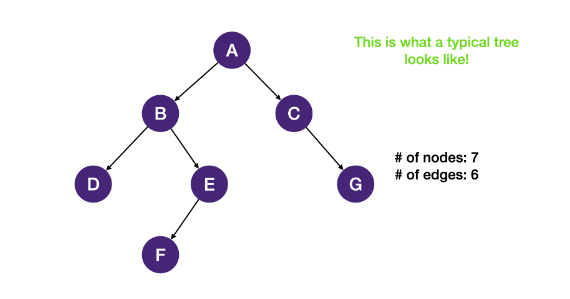 A
This is what a typical tree
looks like!
B
C
# of nodes: 7
# of edges: 6
D
E
G
F